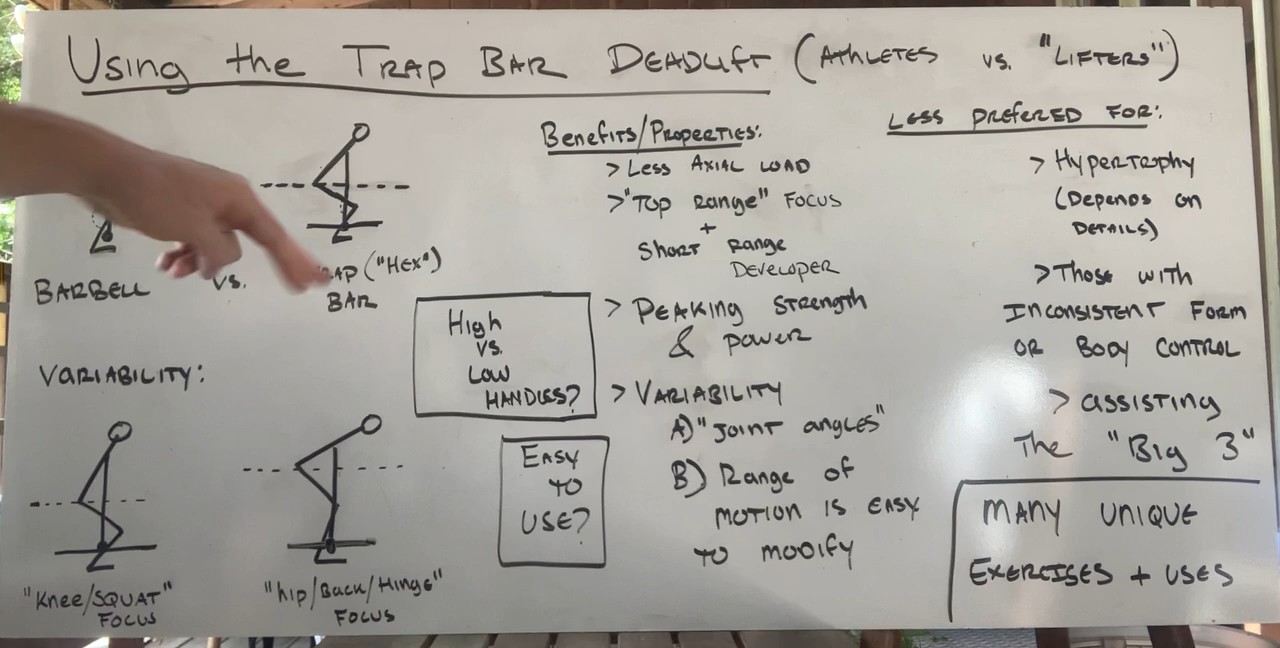 Using the TRAP BAR DEADLIFT (ATHLETES vs. "LIFTERS")
BARBELL
vs.
("HEX")
BAR
VARIABILITY:
"Knee/SQUAT"
FOCUS
"hip/Back/Hinge"
FOCUS
High
vs.
LOW
HANDLES?
EASY
TO
USE?
Benefits/Properties:
> Less AXIAL LOAD
> "TOP Range" FOCUS
+
SHORT Range
DEVELOPER
> PEAKING STRENGTH
& POWER
> VARIABILITY
A) "JOINT angles"
B) Range of
MOTION IS EASY
TO MODIFY
LESS PREFERRED FOR:
> HYPERTROPHY
(Depends on
DETAILS)
> Those with
INCONSISTENT FORM
OR BODY CONTROL
> assisting
The "Big 3"
MANY UNIQUE
EXERCISES + USES